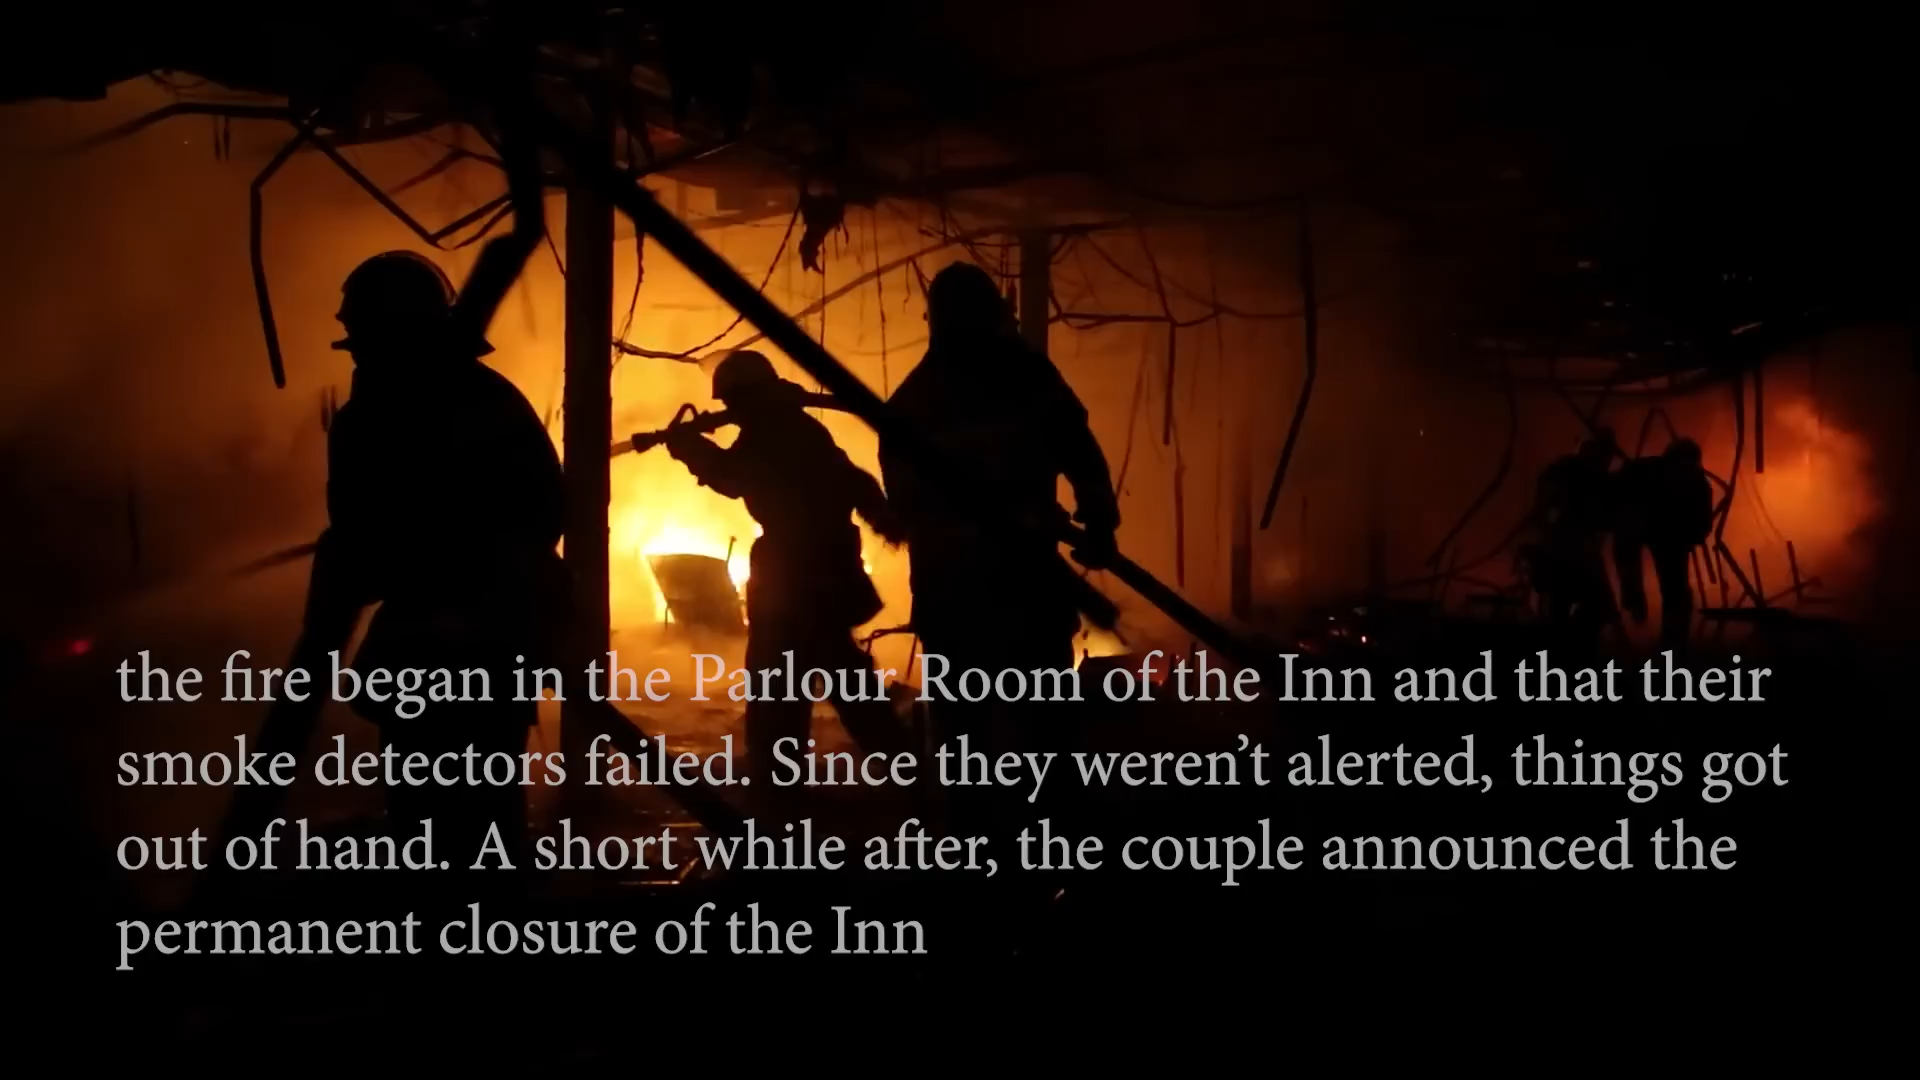 the fire began in the Parlour Room of the Inn and that their
smoke detectors failed. Since they weren’t alerted, things got
out of hand. A short while after, the couple announced the
permanent closure of the Inn